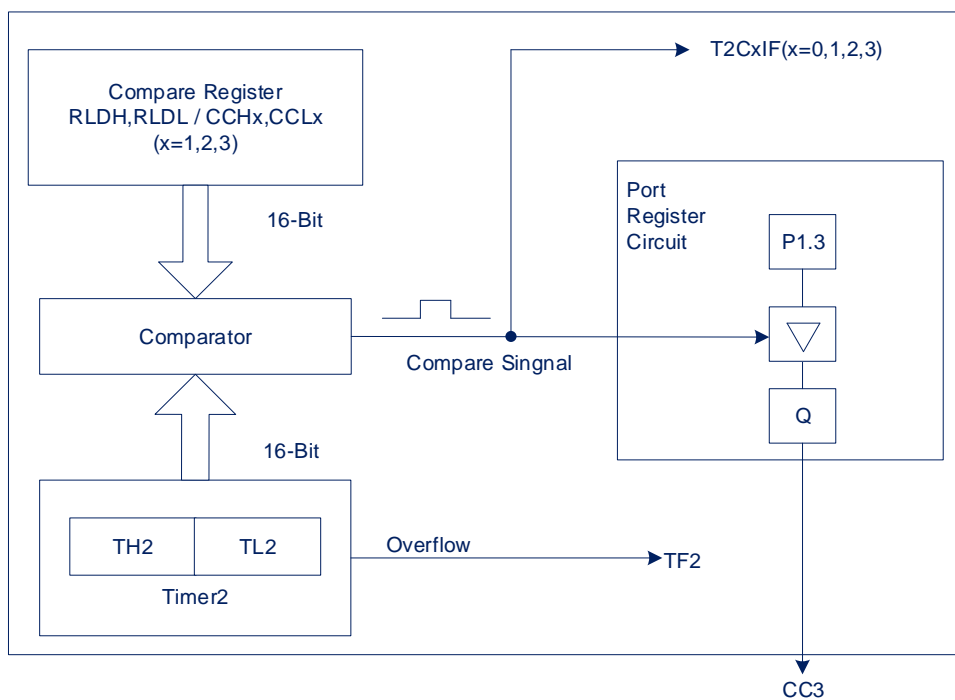 T2CxIF(x=0,1,2,3)
Compare Register
RLDH,RLDL / CCHx,CCLx
(x=1,2,3)
16-Bit
Port
Register
Circuit
P1.3
Comparator
Compare Singnal
Q
16-Bit
TH2
TL2
Timer2
Overflow
TF2
CC3